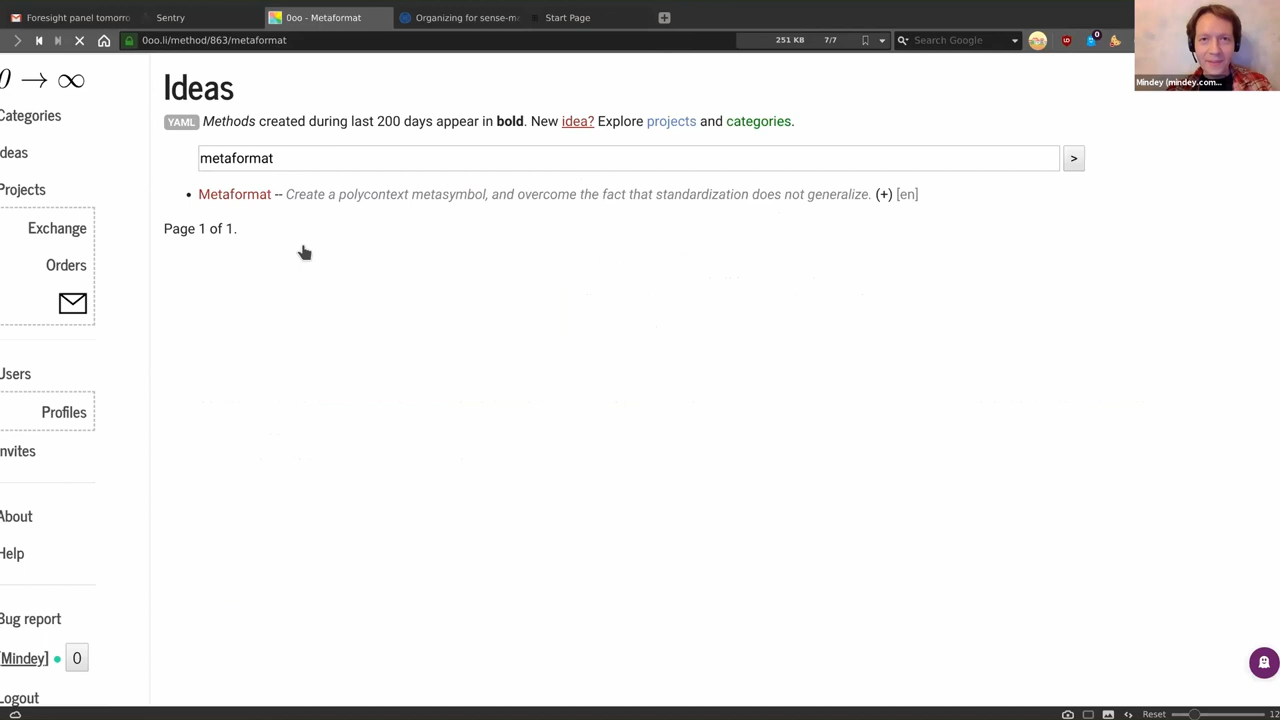 Foresight panel tomorro
Sentry
0oo - Metaformat
Organizing for sense-m
Start Page
0oo.li/method/863/metaformat
251 KB
7/7
Search Google
0
Mindey (mindey.com...
0 → ∞
Categories
deas
Projects
Exchange
Orders
Users
Profiles
nvites
About
Help
Bug report
[Mindey]
0
Logout
Ideas
YAML Methods created during last 200 days appear in bold. New idea? Explore projects and categories.
metaformat
>
• Metaformat -- Create a polycontext metasymbol, and overcome the fact that standardization does not generalize. (+) [en]
Page 1 of 1.
Reset
12